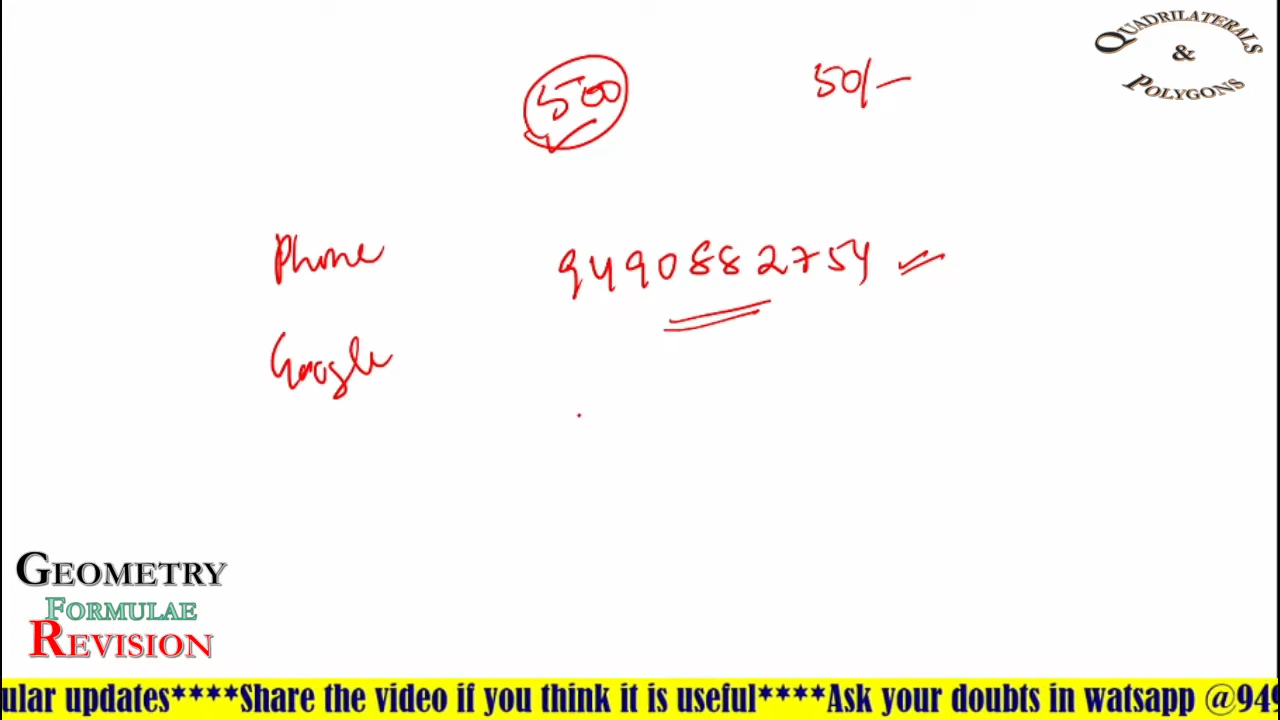 QUADRILATERALS
&
POLYGONS
500 50/-
Phone 9490882754
Google
GEOMETRY
FORMULAE
REVISION
ular updates****Share the video if you think it is useful****Ask your doubts in watsapp @949